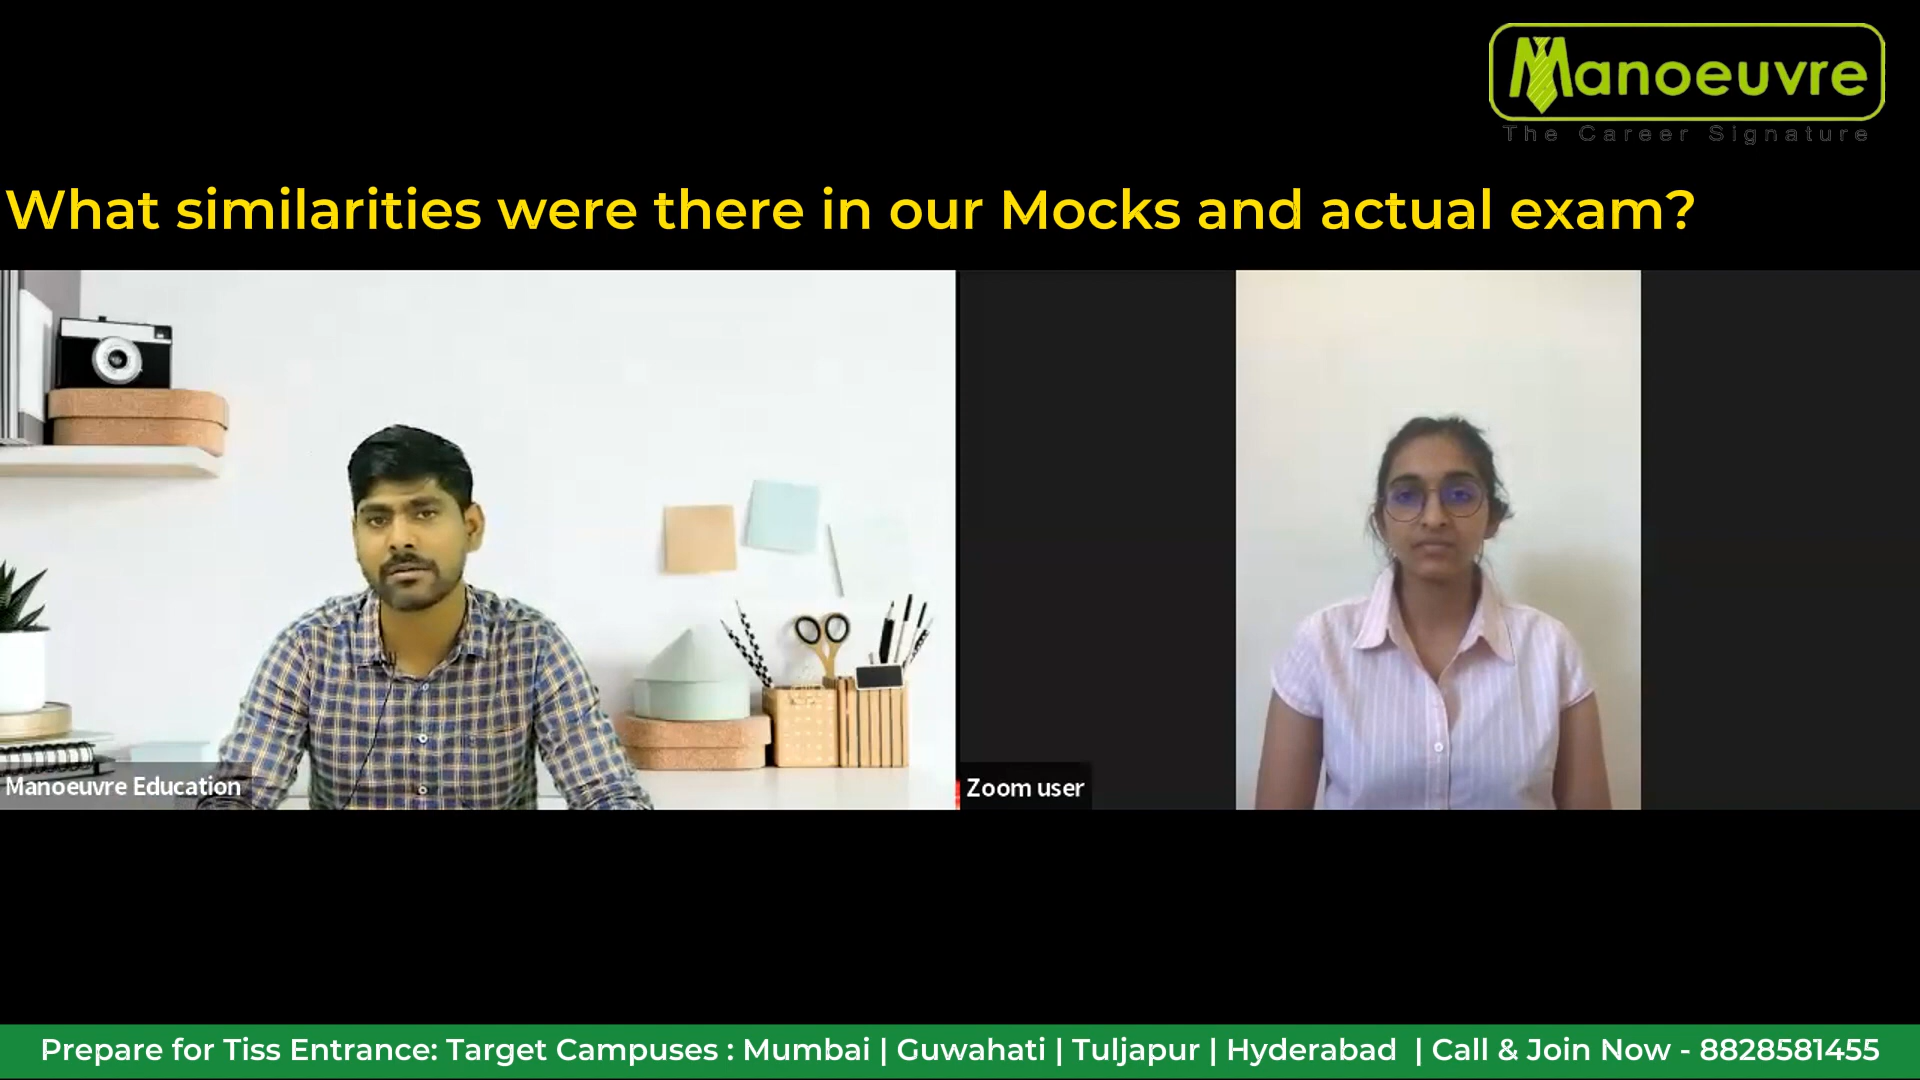 Manoeuvre
The Career Signature
What similarities were there in our Mocks and actual exam?
Manoeuvre Education
Zoom user
Prepare for Tiss Entrance: Target Campuses : Mumbai | Guwahati | Tuljapur | Hyderabad | Call & Join Now - 8828581455